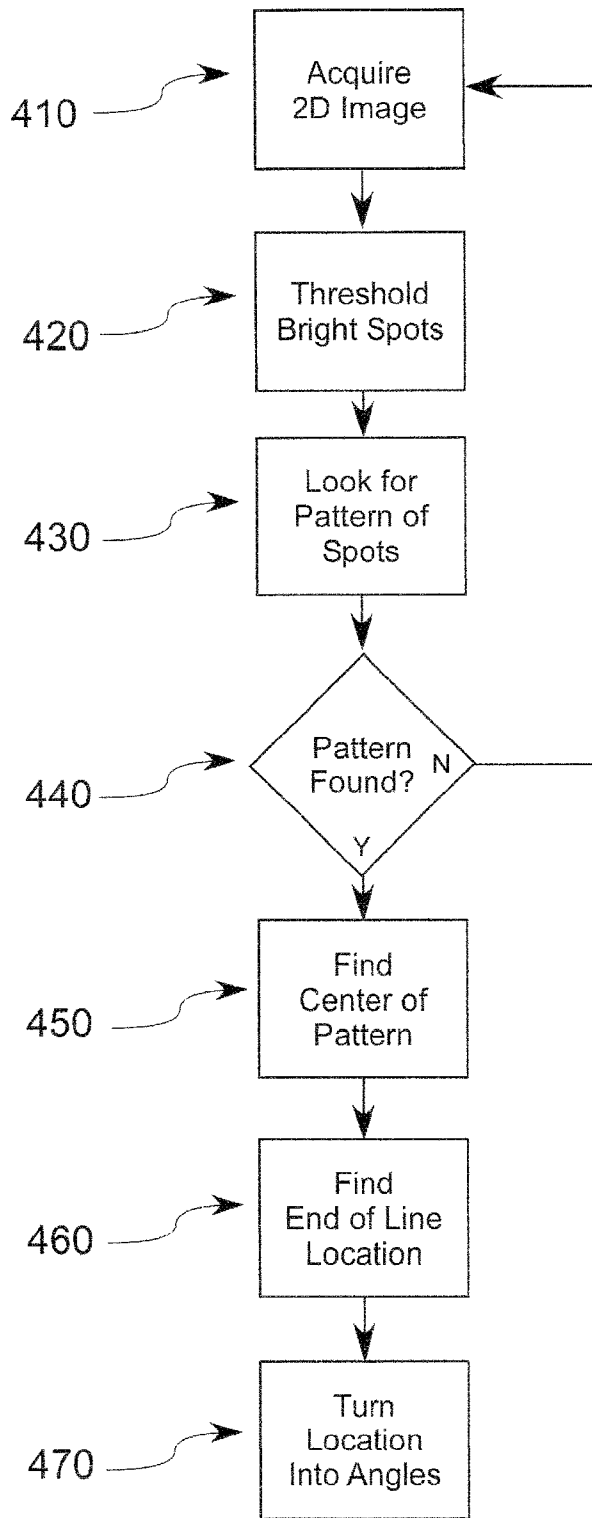 410
Acquire
2D Image
420
Threshold
Bright Spots
430
Look for
Pattern of
Spots
440
Pattern
Found?
N
Y
450
Find
Center of
Pattern
460
Find
End of Line
Location
470
Turn
Location
Into Angles